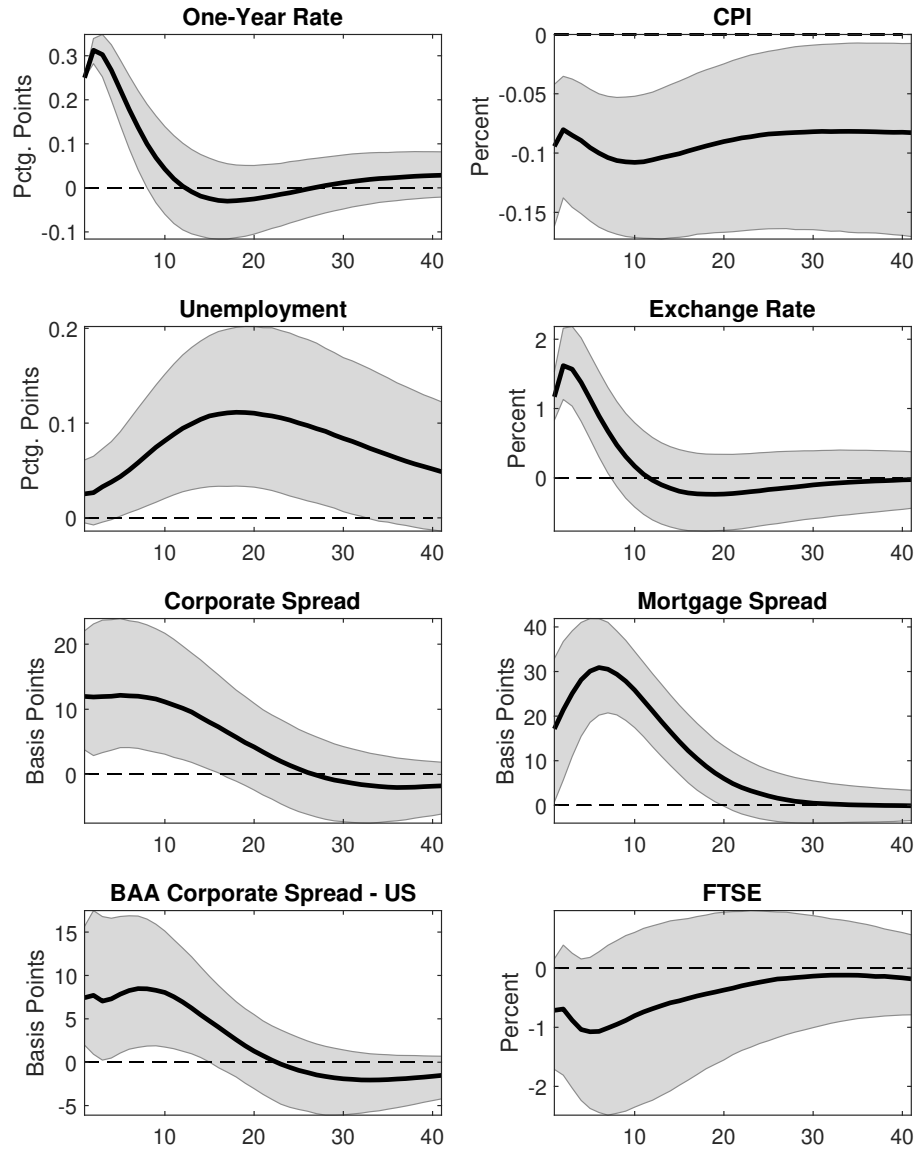 One-Year Rate
Pctg. Points
0.3
0.2
0.1
0
-0.1
10 20 30 40
CPI
Percent
0
-0.05
-0.1
-0.15
10 20 30 40
Unemployment
Pctg. Points
0.2
0.1
0
10 20 30 40
Exchange Rate
Percent
2
1
0
10 20 30 40
Corporate Spread
Basis Points
20
10
0
10 20 30 40
Mortgage Spread
Basis Points
40
30
20
10
0
10 20 30 40
BAA Corporate Spread - US
Basis Points
15
10
5
0
-5
10 20 30 40
FTSE
Percent
0
-1
-2
10 20 30 40